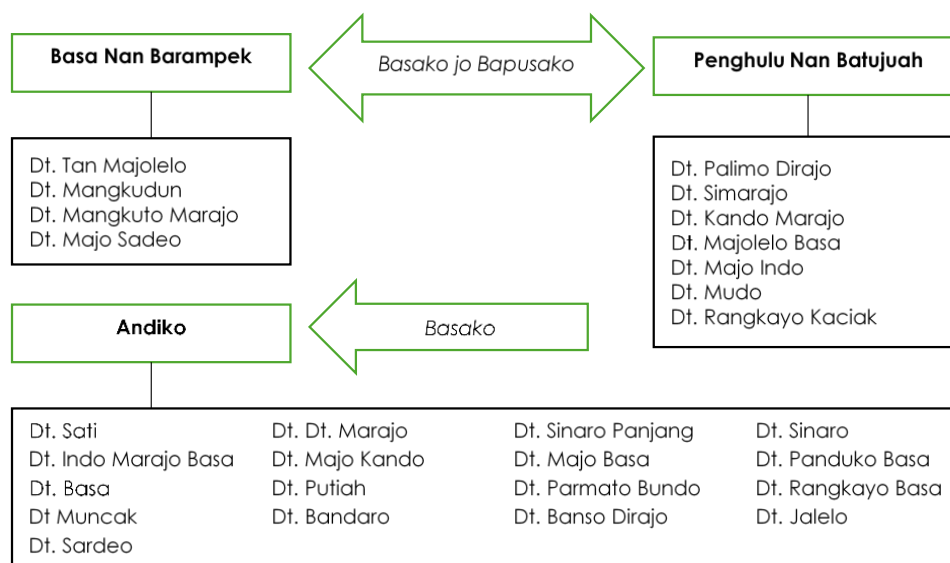 Basa Nan Barampek
Basako jo Bapusako
Penghulu Nan Batujuah
Dt. Tan Majolelo
Dt. Mangkudun
Dt. Mangkuto Marajo
Dt. Majo Sadeo
Dt. Palimo Dirajo
Dt. Simarajo
Dt. Kando Marajo
Dt. Majolelo Basa
Dt. Majo Indo
Dt. Mudo
Dt. Rangkayo Kaciak
Andiko
Basako
Dt. Sati
Dt. Indo Marajo Basa
Dt. Basa
Dt Muncak
Dt. Sardeo
Dt. Dt. Marajo
Dt. Majo Kando
Dt. Putiah
Dt. Bandaro
Dt. Sinaro Panjang
Dt. Majo Basa
Dt. Parmato Bundo
Dt. Banso Dirajo
Dt. Sinaro
Dt. Panduko Basa
Dt. Rangkayo Basa
Dt. Jalelo